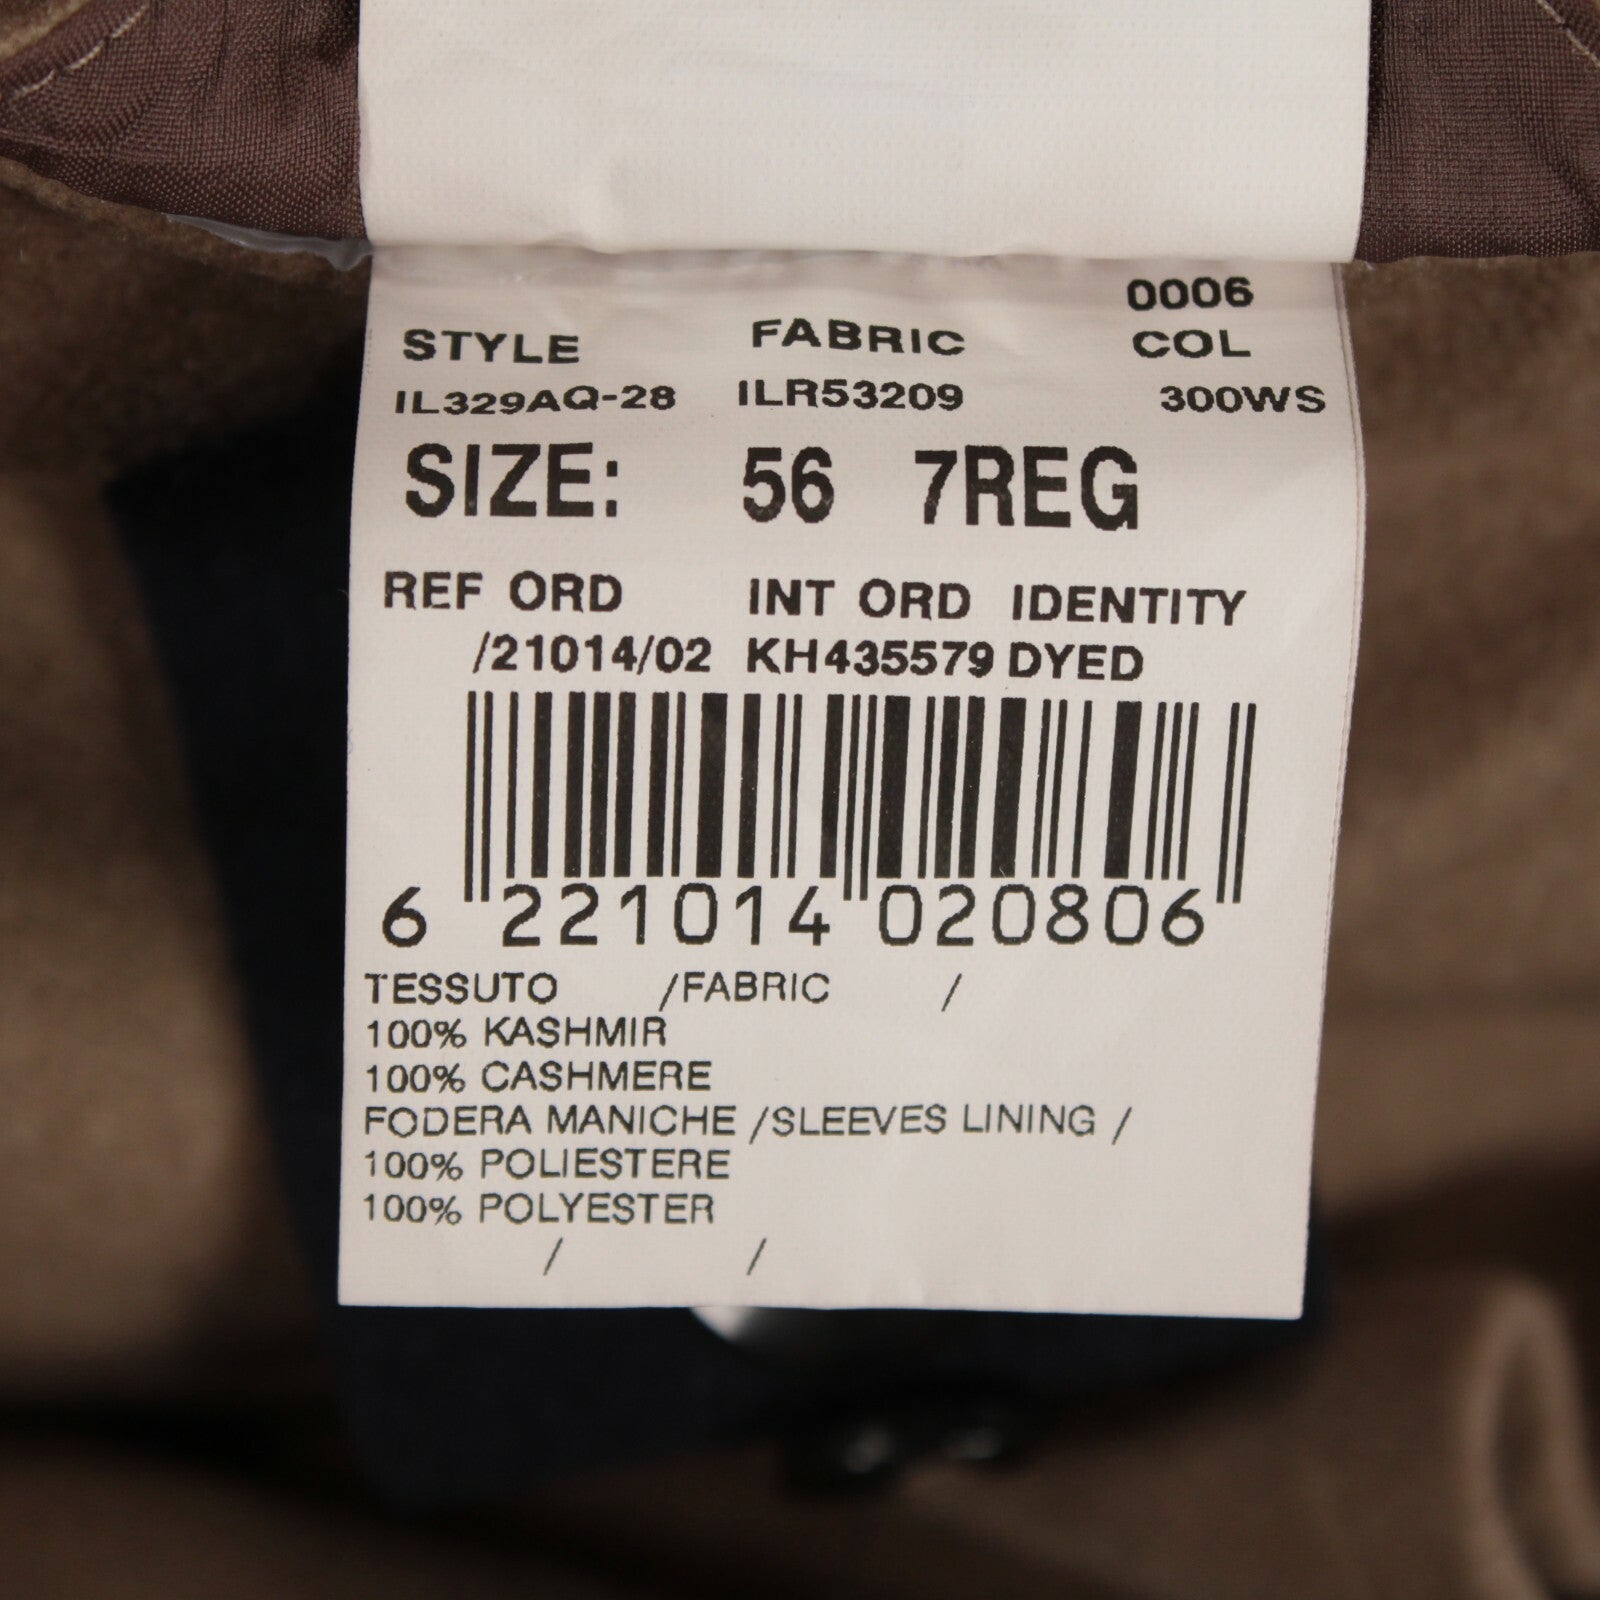 0006
STYLE FABRIC COL
IL329AQ-28 ILR53209 300WS
SIZE: 56 7REG
REF ORD INT ORD IDENTITY
/21014/02 KH435579 DYED
6 221014 020806
TESSUTO /FABRIC /
100% KASHMIR
100% CASHMERE
FODERA MANICHE /SLEEVES LINING /
100% POLIESTERE
100% POLYESTER
/ /